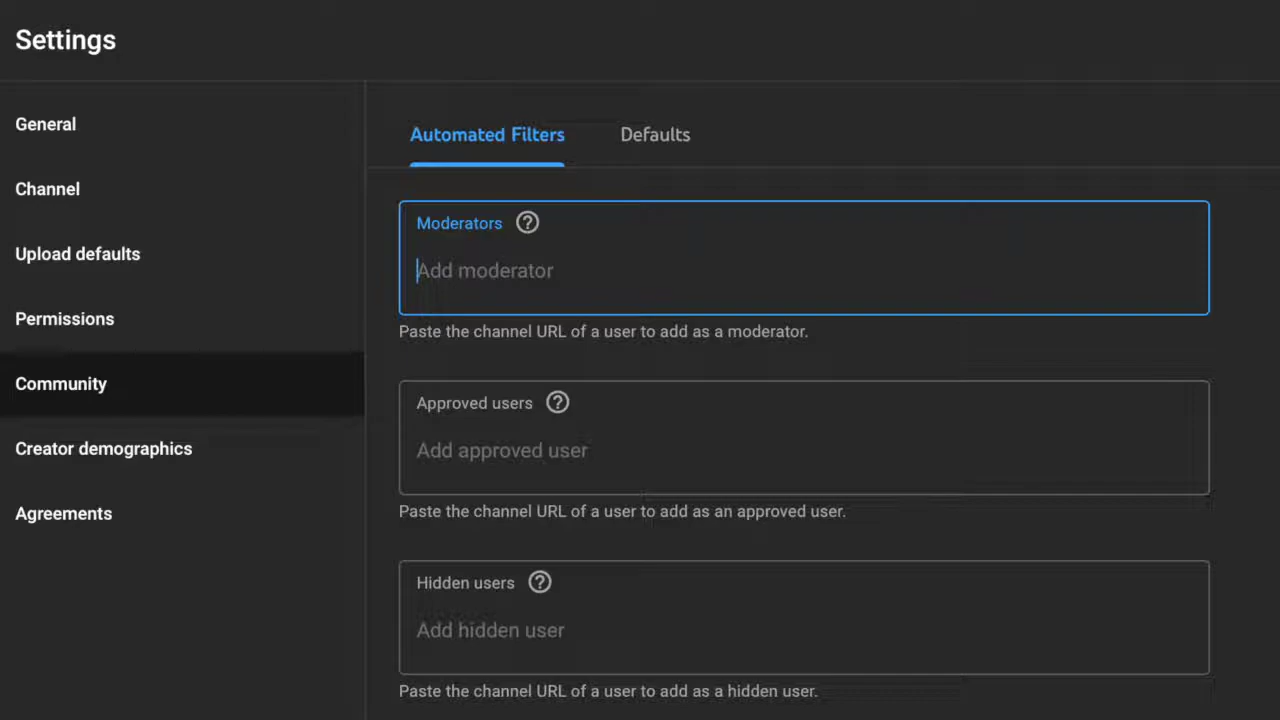 Settings
General
Channel
Upload defaults
Permissions
Community
Creator demographics
Agreements
Automated Filters
Defaults
Moderators
Add moderator
Paste the channel URL of a user to add as a moderator.
Approved users
Add approved user
Paste the channel URL of a user to add as an approved user.
Hidden users
Add hidden user
Paste the channel URL of a user to add as a hidden user.